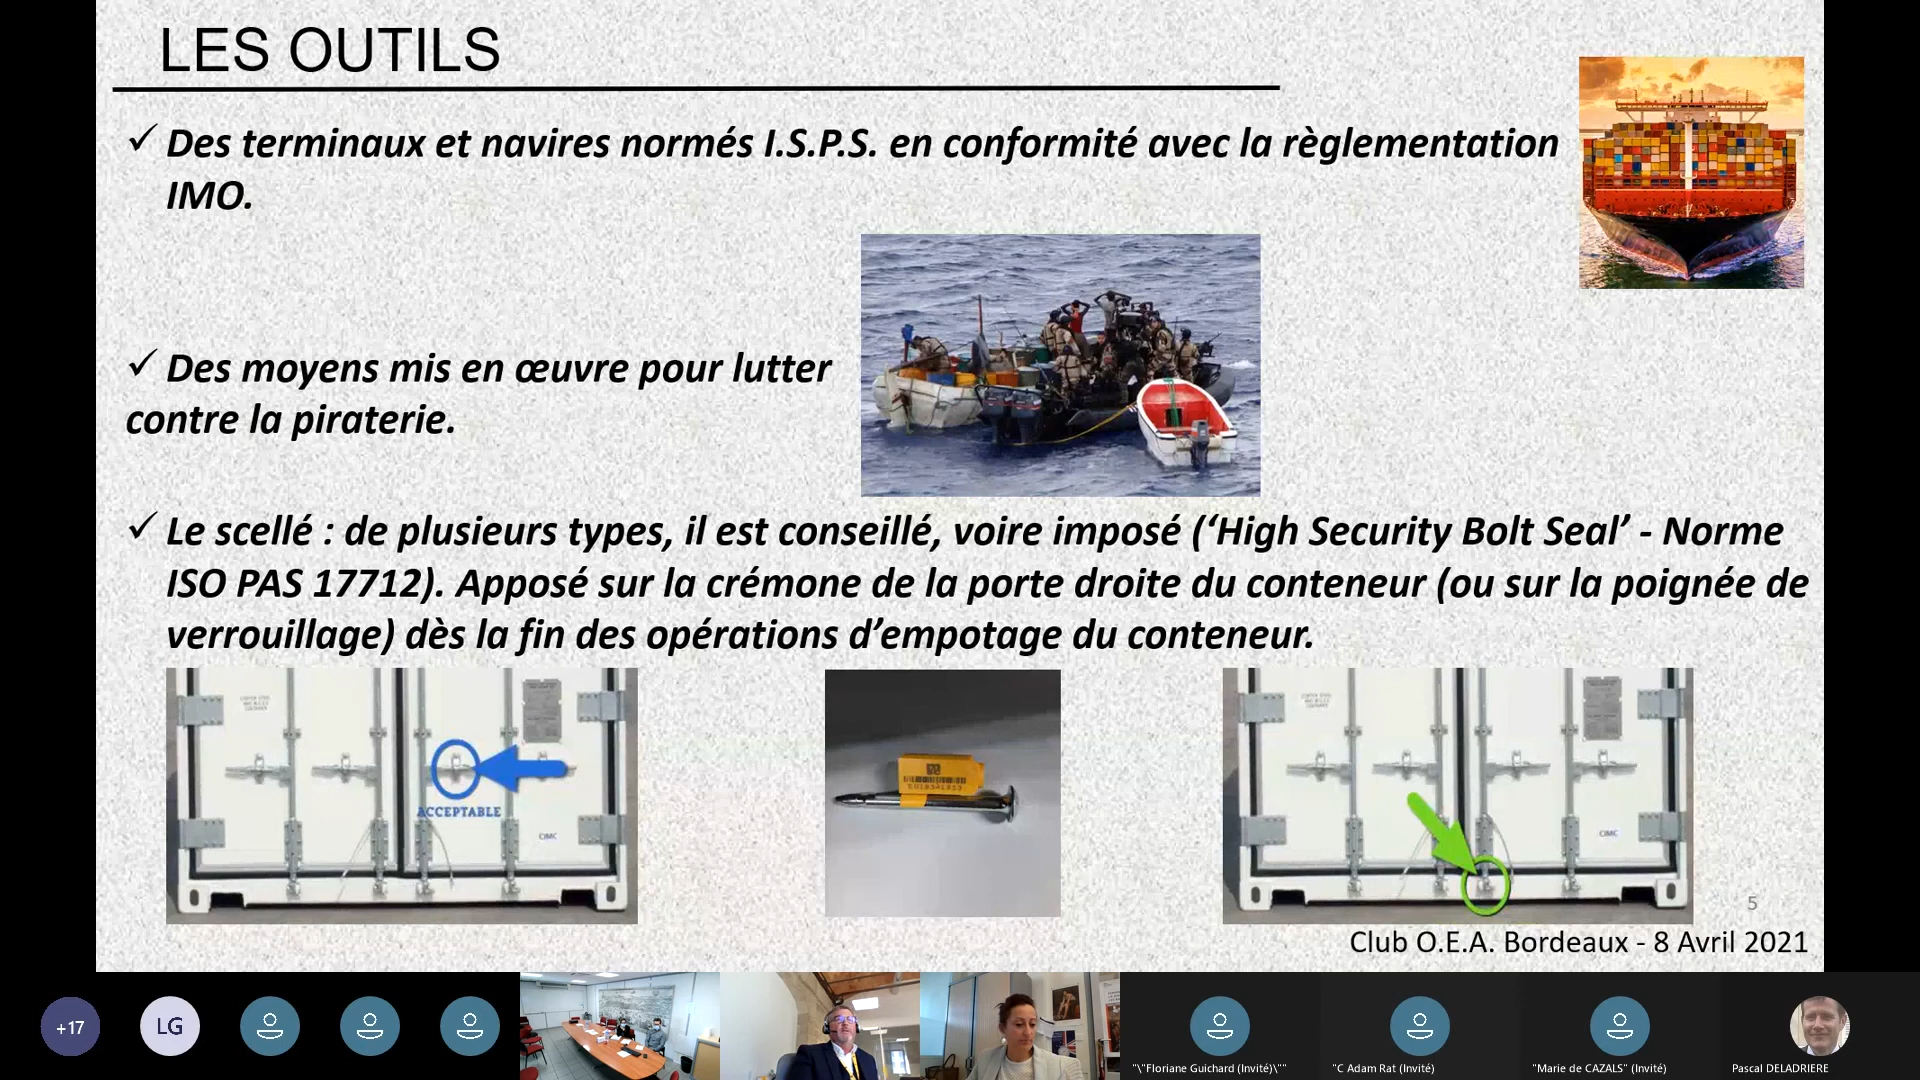 LES OUTILS
✓ Des terminaux et navires normés I.S.P.S. en conformité avec la règlementation
IMO.
✓ Des moyens mis en œuvre pour lutter
contre la piraterie.
✓ Le scellé : de plusieurs types, il est conseillé, voire imposé (‘High Security Bolt Seal’ - Norme
ISO PAS 17712). Apposé sur la crémone de la porte droite du conteneur (ou sur la poignée de
verrouillage) dès la fin des opérations d’empotage du conteneur.
ACCEPTABLE
CIMC
CIMC
5
Club O.E.A. Bordeaux - 8 Avril 2021
+17
LG
"\"Floriane Guichard (Invité)\""
"C Adam Rat (Invité)
"Marie de CAZALS" (Invité)
Pascal DELADRIERE